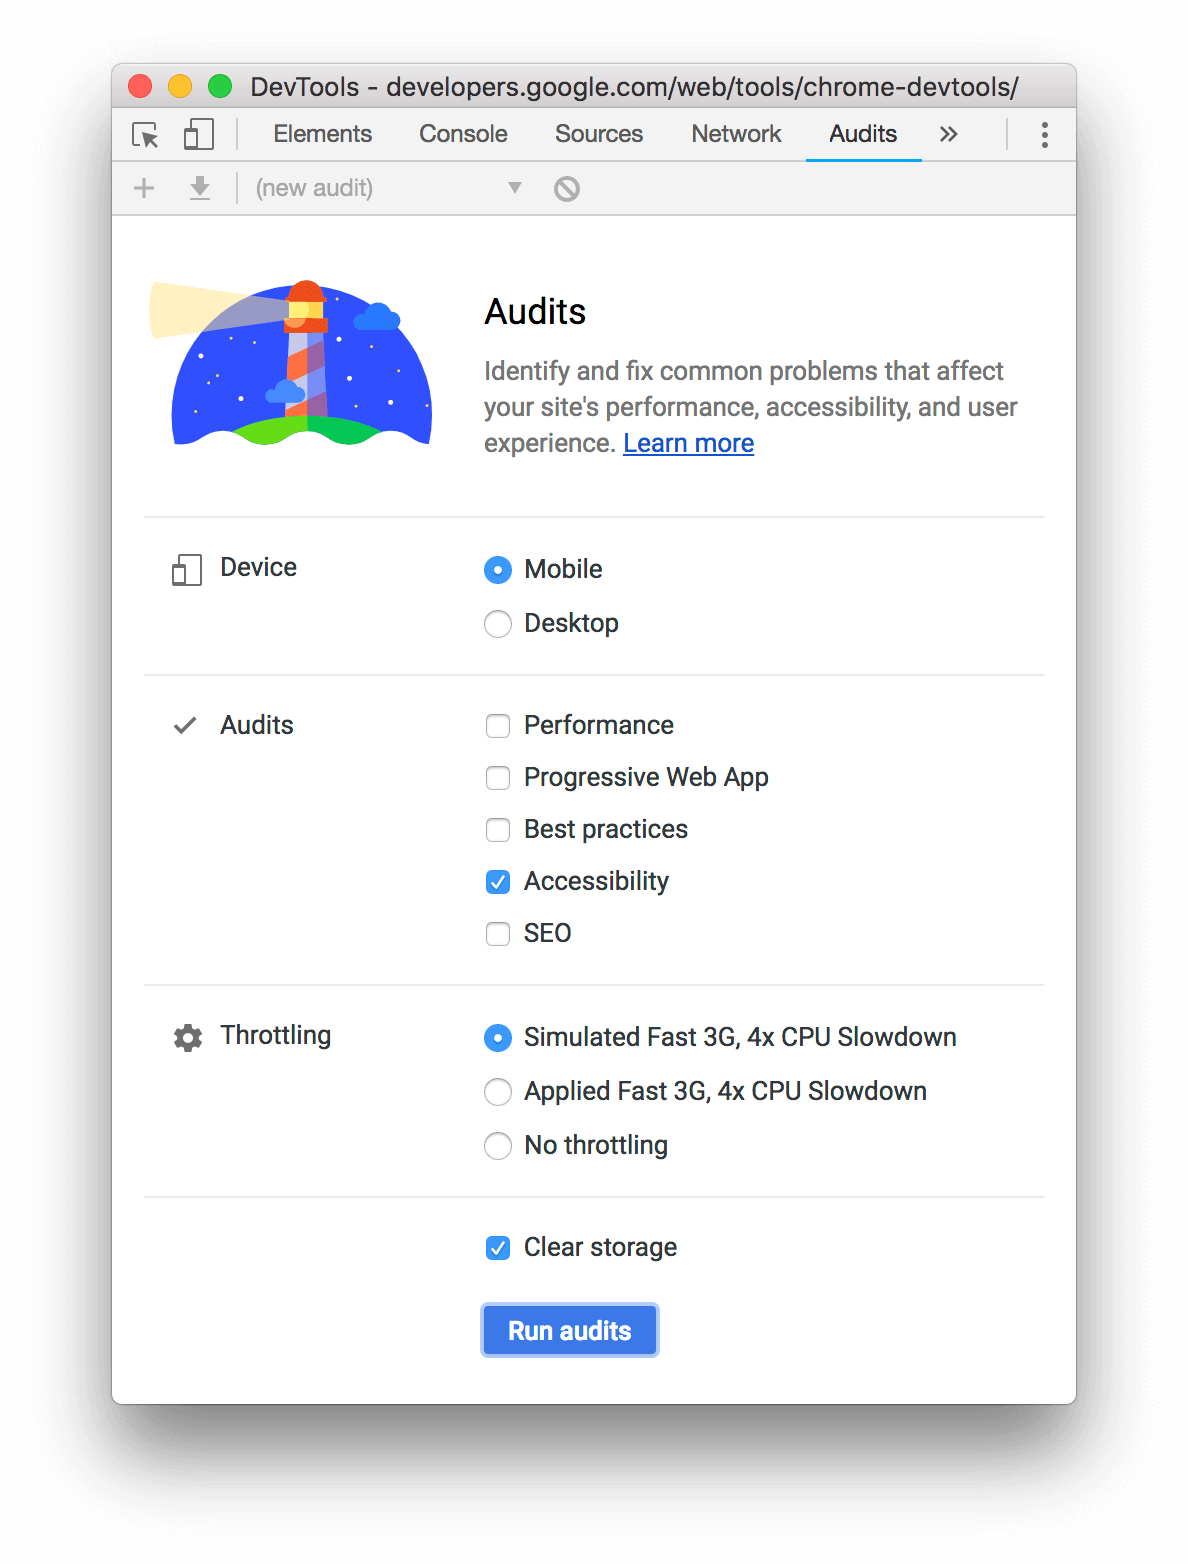 DevTools - developers.google.com/web/tools/chrome-devtools/
Elements Console Sources Network Audits
(new audit)
Audits
Identify and fix common problems that affect
your site's performance, accessibility, and user
experience. Learn more
Device
Mobile
Desktop
Audits
Performance
Progressive Web App
Best practices
Accessibility
SEO
Throttling
Simulated Fast 3G, 4x CPU Slowdown
Applied Fast 3G, 4x CPU Slowdown
No throttling
Clear storage
Run audits